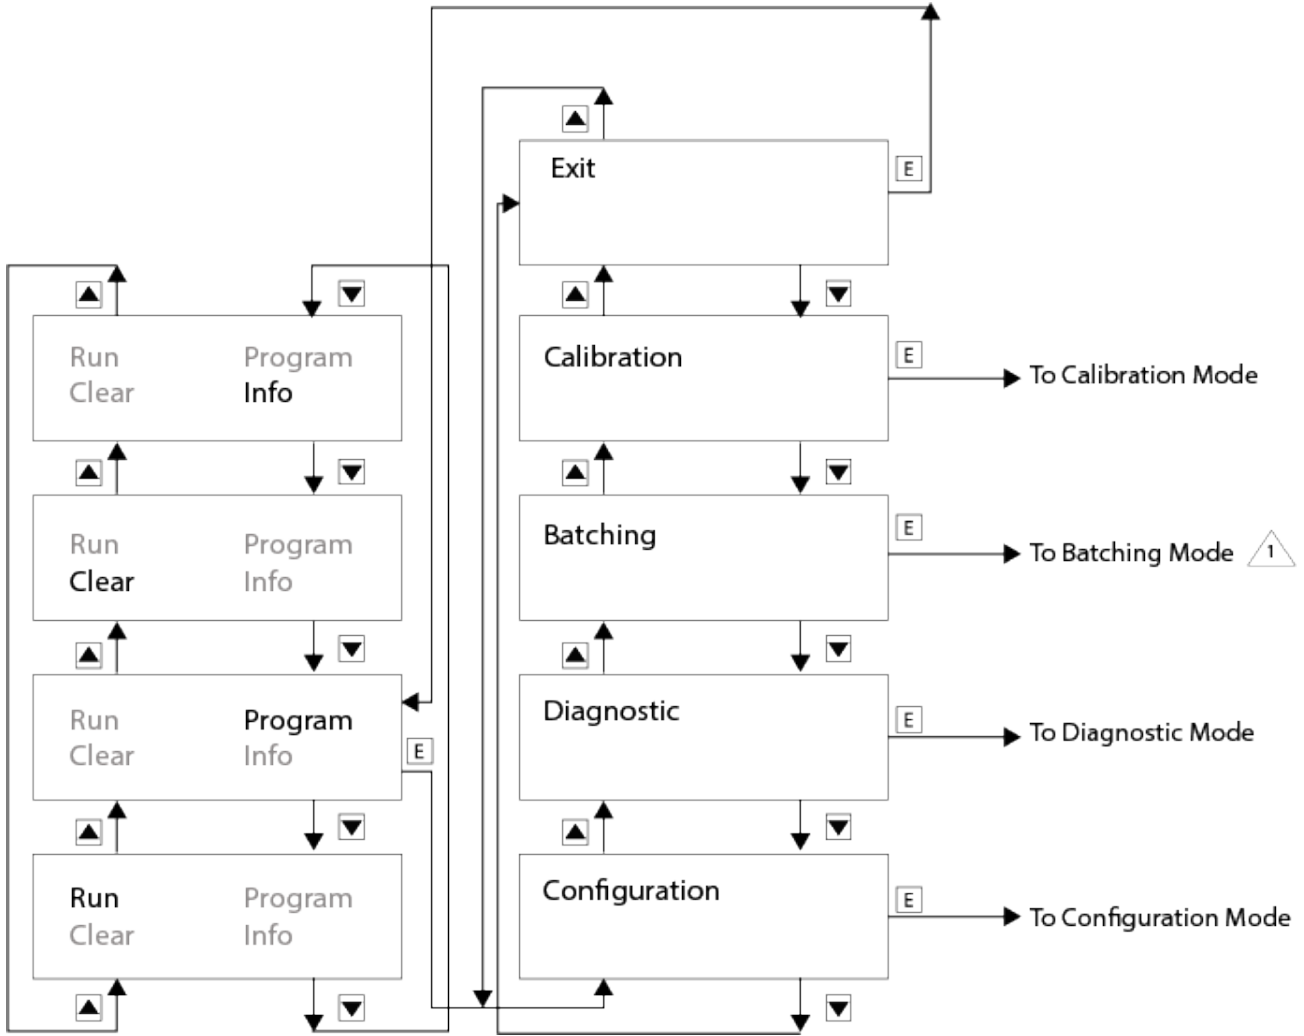 Exit
E
Run Program
Clear Info
Calibration
E
To Calibration Mode
Run Program
Clear Info
Batching
E
To Batching Mode 1
Run Program
Clear Info
E
Diagnostic
E
To Diagnostic Mode
Run Program
Clear Info
Configuration
E
To Configuration Mode